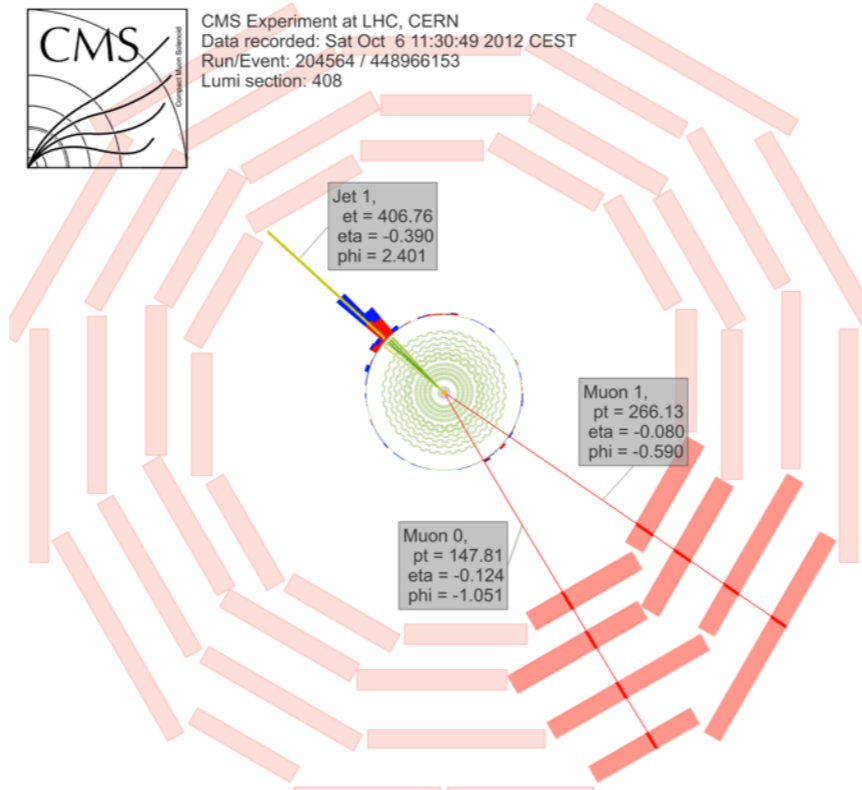 CMS
Compact Muon Solenoid
CMS Experiment at LHC, CERN
Data recorded: Sat Oct 6 11:30:49 2012 CEST
Run/Event: 204564 / 448966153
Lumi section: 408
Jet 1,
et = 406.76
eta = -0.390
phi = 2.401
Muon 1,
pt = 266.13
eta = -0.080
phi = -0.590
Muon 0,
pt = 147.81
eta = -0.124
phi = -1.051